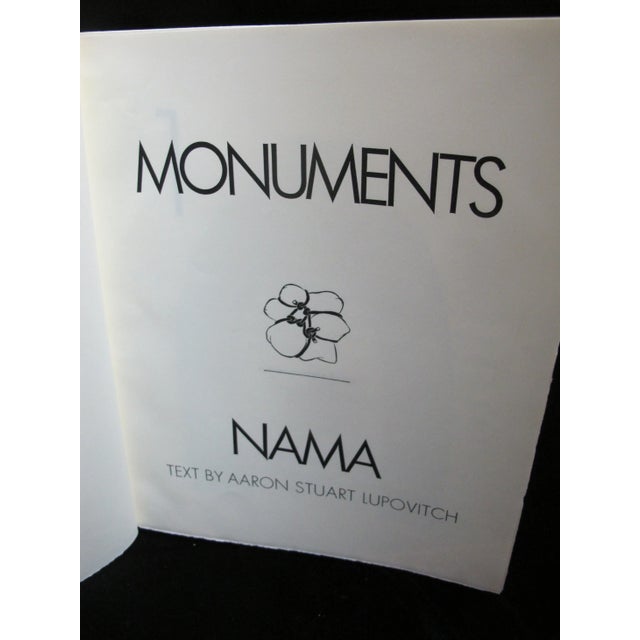 MONUMENTS
NAMA
TEXT BY AARON STUART LUPOVITCH